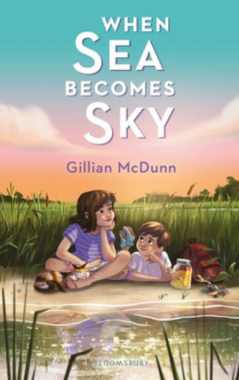 WHEN
SEA
BECOMES
SKY
Gillian McDunn
BLOOMSBURY